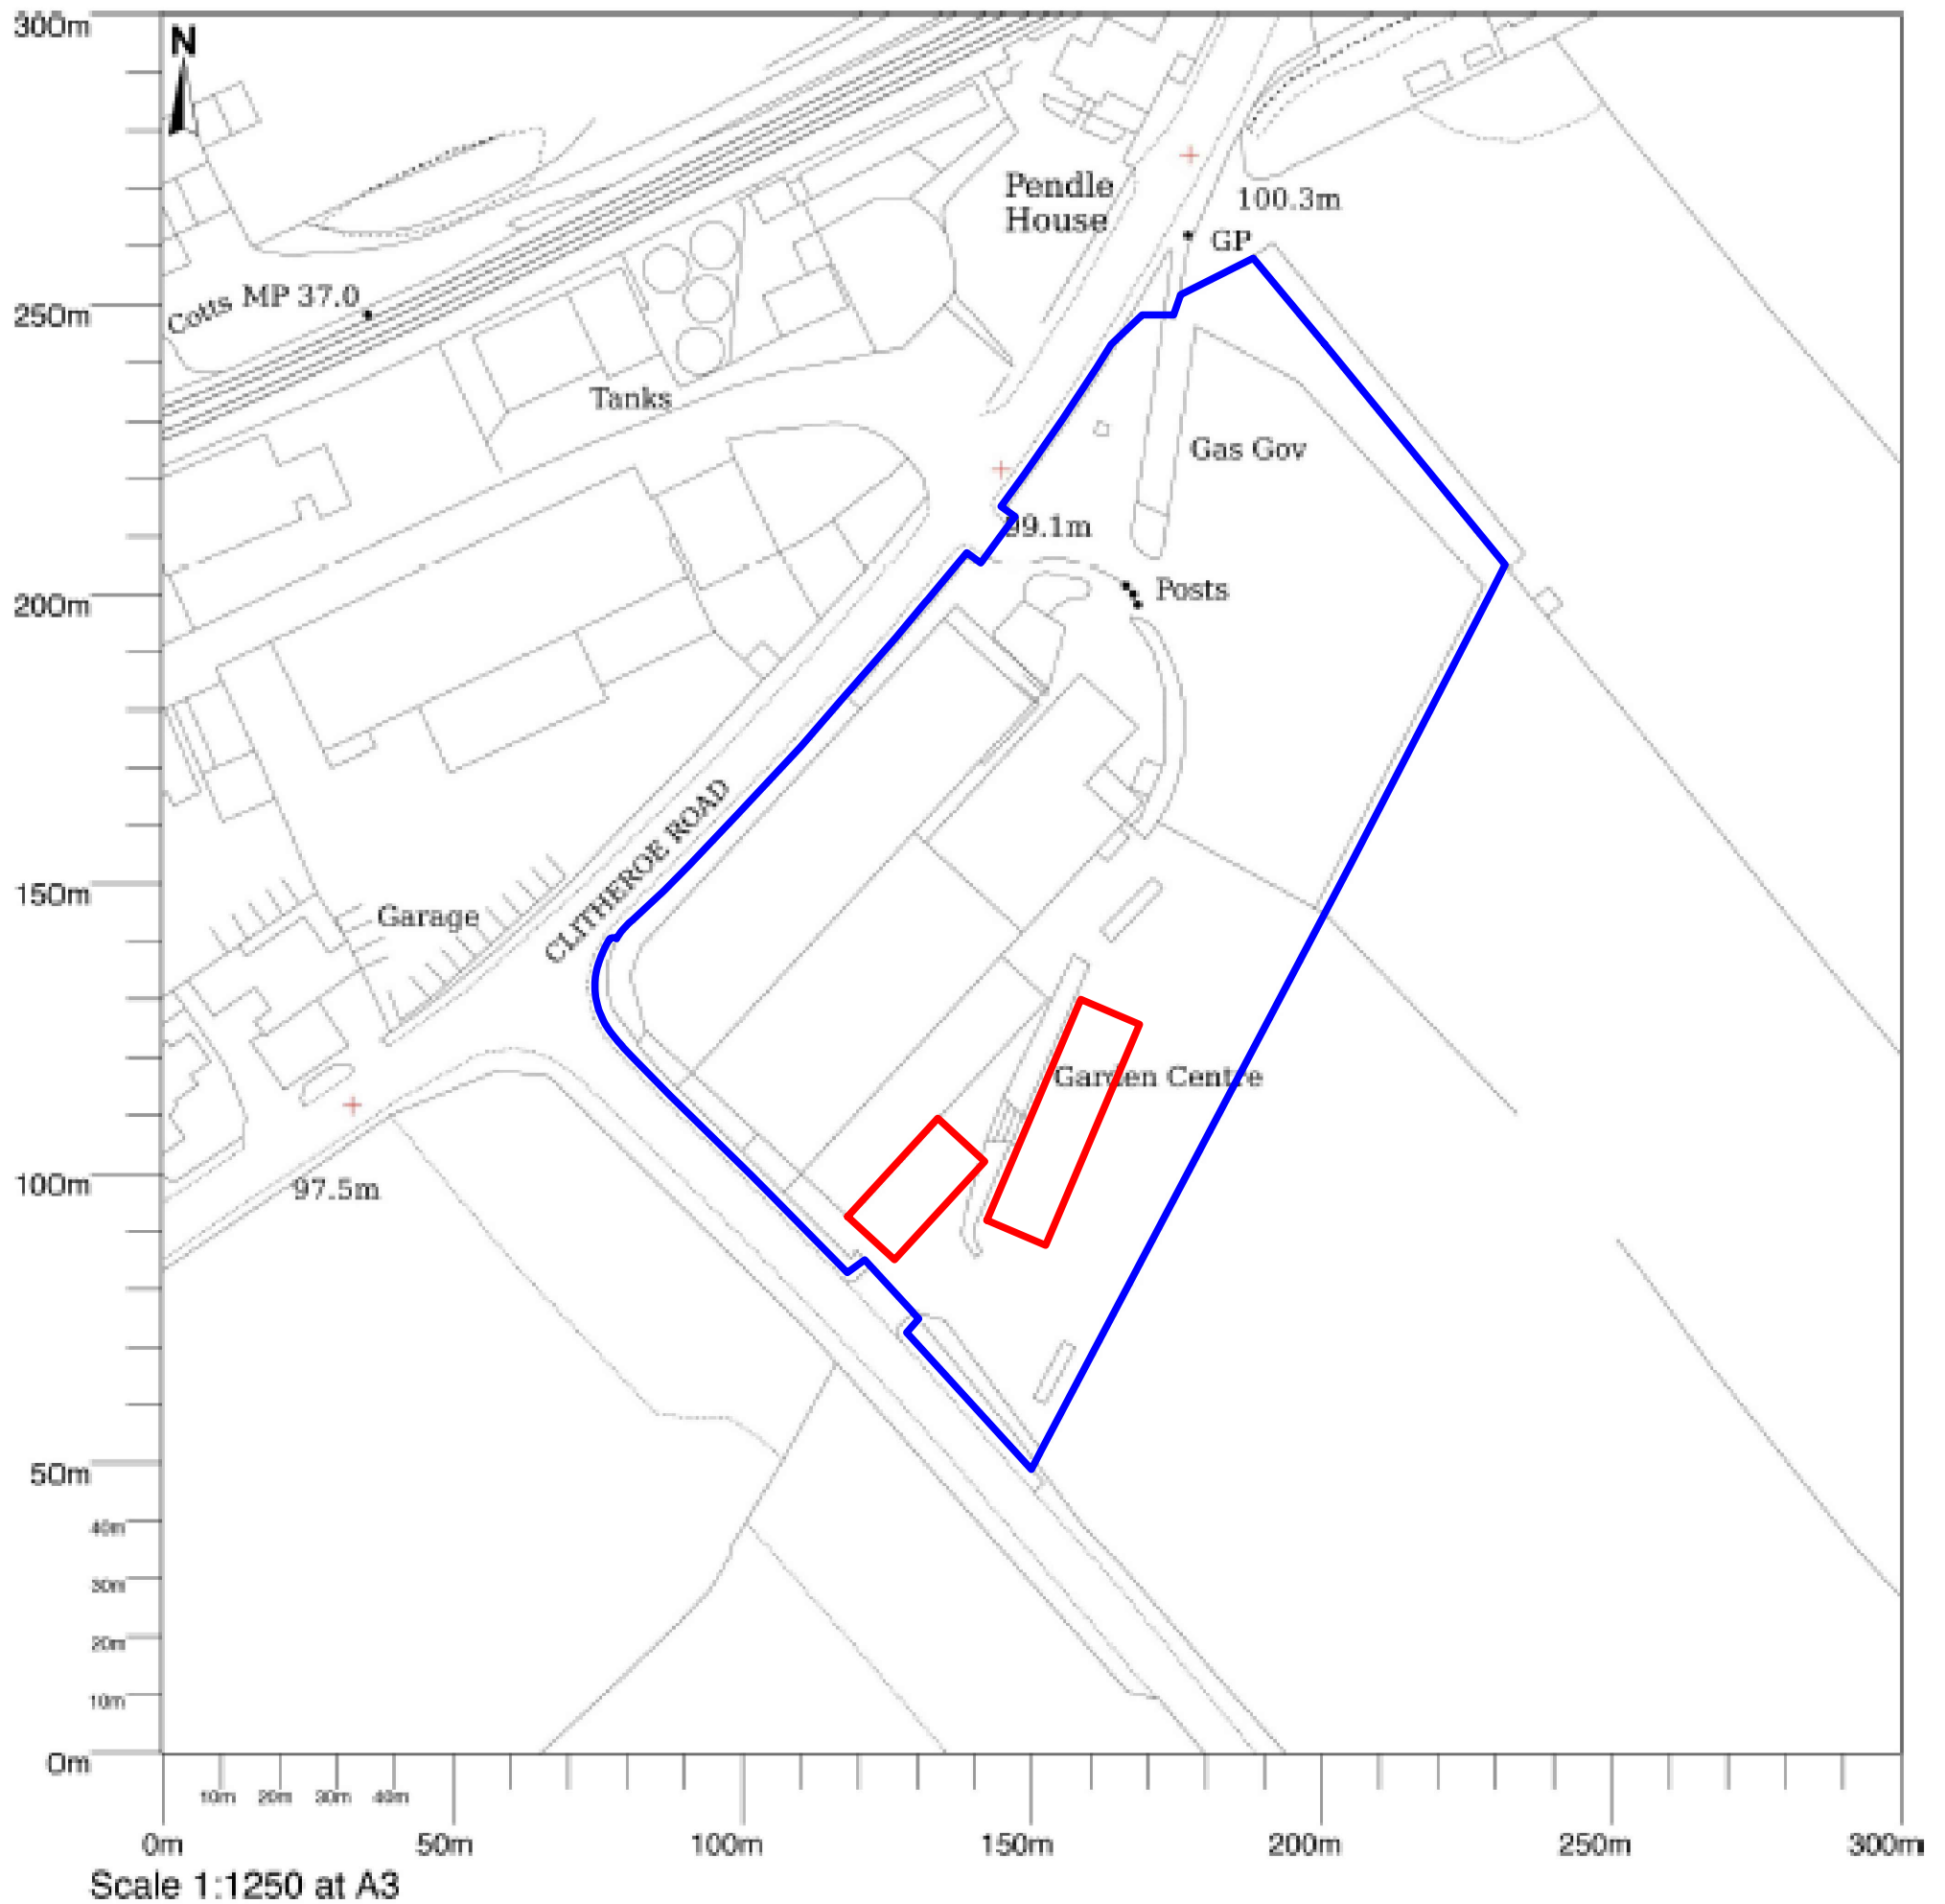 300m
N
Pendle
House
100.3m
GP
Cotts
MP 37.0
250m
Tanks
Gas Gov
99.1m
200m
Posts
CLITHEROE ROAD
150m
Garage
Garden Centre
100m
97.5m
50m
40m
30m
20m
10m
0m
10m 20m 30m 40m
0m 50m 100m 150m 200m 250m 300m
Scale 1:1250 at A3